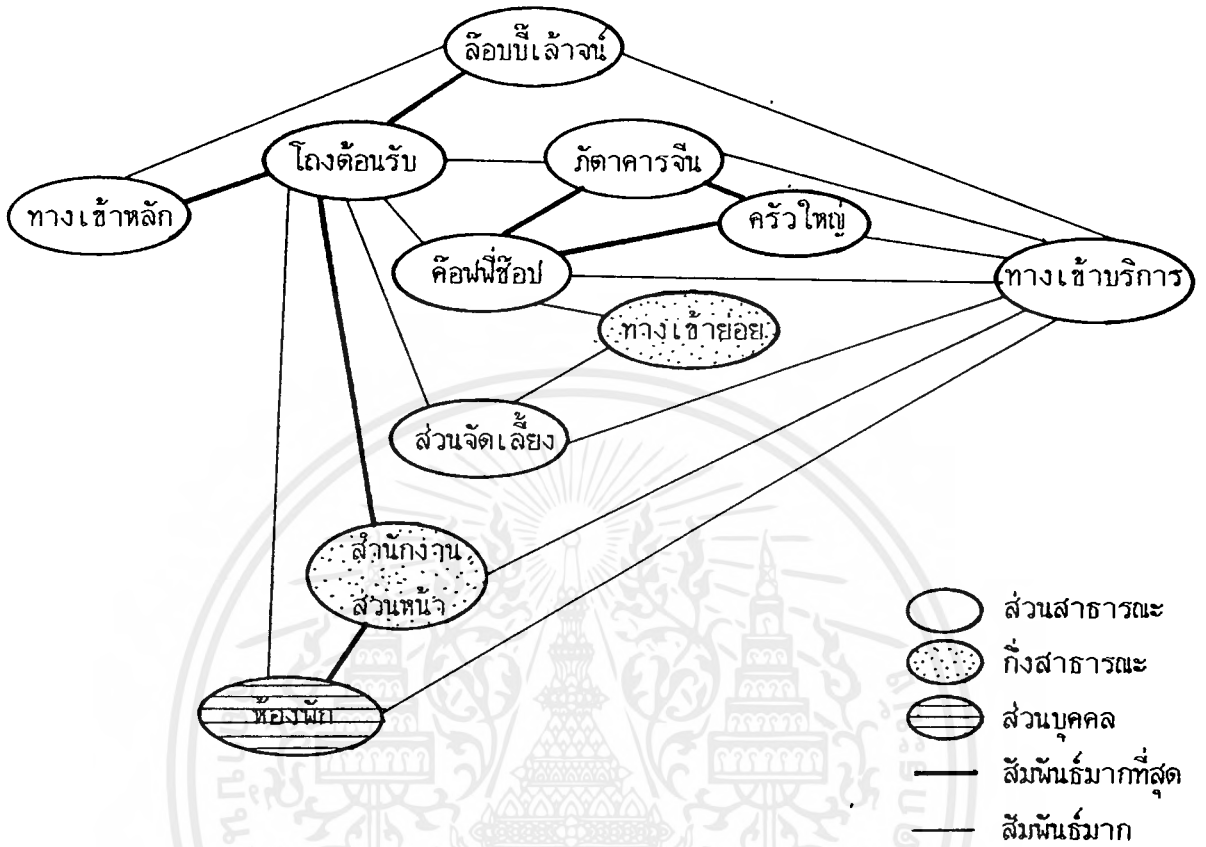 ล๊อบบี้เล้าจน์
โถงต้อนรับ
ภัตาคารจีน
ทางเข้าหลัก
ครัวใหญ่
ค๊อฟฟี่ช๊อป
ทางเข้าบริการ
ทางเข้าย่อย
ส่วนจัดเลี้ยง
สำนักงาน
ส่วนหน้า
ห้องพัก
ส่วนสาธารณะ
กึ่งสาธารณะ
ส่วนบุคคล
สัมพันธ์มากที่สุด
สัมพันธ์มาก